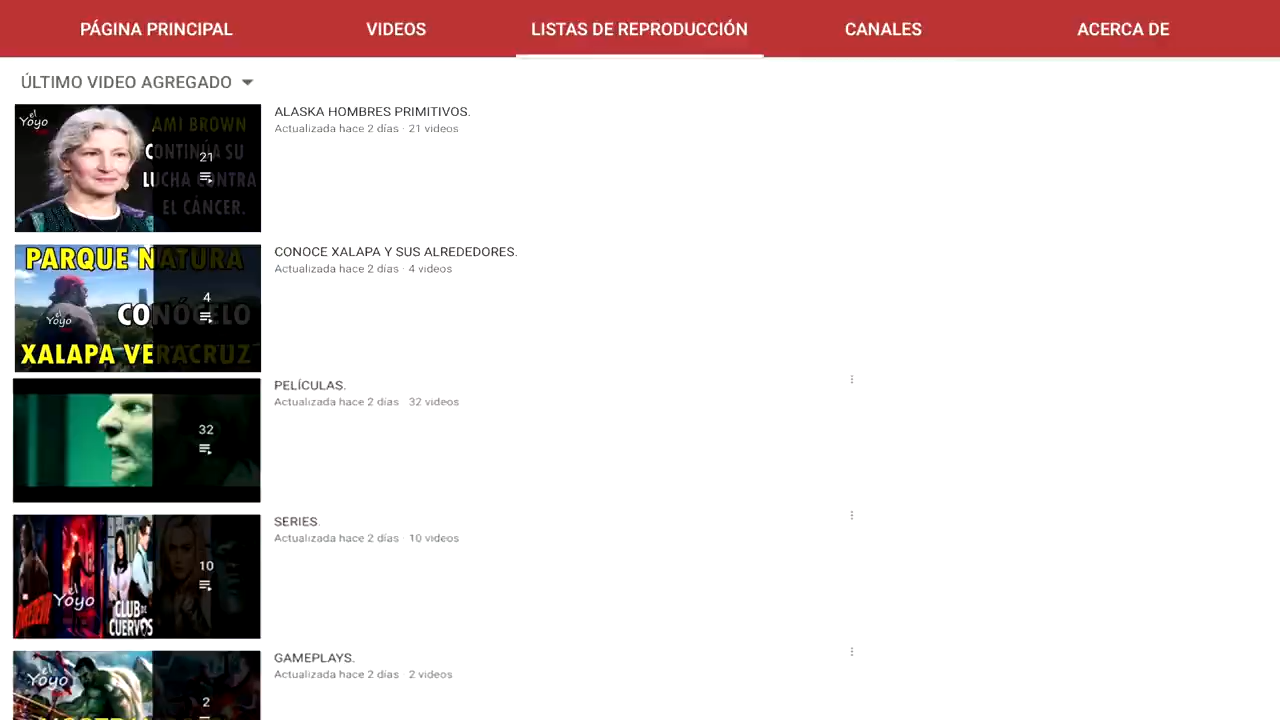 PÁGINA PRINCIPAL VIDEOS LISTAS DE REPRODUCCIÓN CANALES ACERCA DE
ÚLTIMO VIDEO AGREGADO
el Yoyo
AMI BROWN
CONTINÚA SU
LUCHA CONTRA
EL CÁNCER.
21
ALASKA HOMBRES PRIMITIVOS.
Actualizada hace 2 días · 21 videos
PARQUE NATURA
CONÓCELO
el Yoyo
XALAPA VERACRUZ
4
CONOCE XALAPA Y SUS ALREDEDORES.
Actualizada hace 2 días · 4 videos
32
PELÍCULAS.
Actualizada hace 2 días · 32 videos
DAREDEVIL
el Yoyo
CLUB DE
CUERVOS
10
SERIES.
Actualizada hace 2 días · 10 videos
el Yoyo
2
GAMEPLAYS.
Actualizada hace 2 días · 2 videos